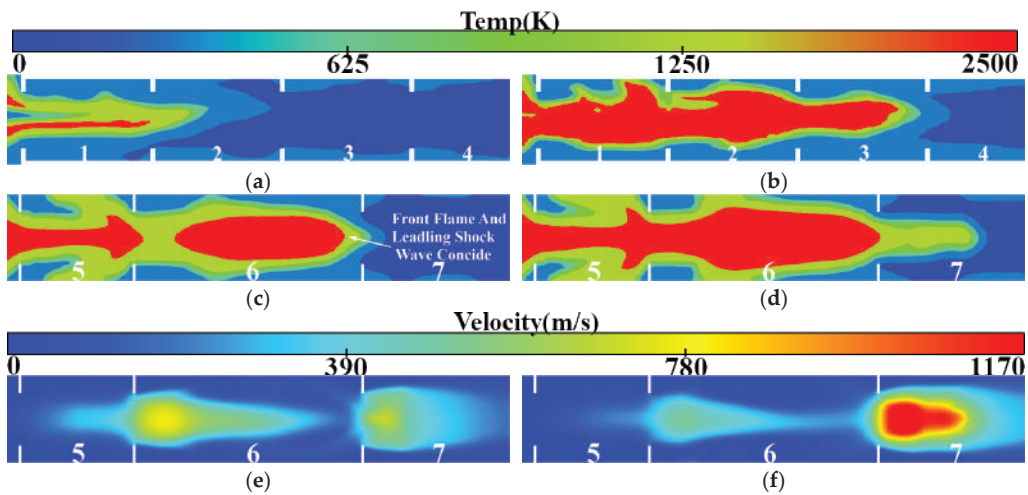 Temp(K)
0 625 1250 2500
1 2 3 4
1 2 3 4
(a) (b)
Front Flame And
Leadling Shock
Wave Concide
5 6 7
5 6 7
(c) (d)
Velocity(m/s)
0 390 780 1170
5 6 7
5 6 7
(e) (f)